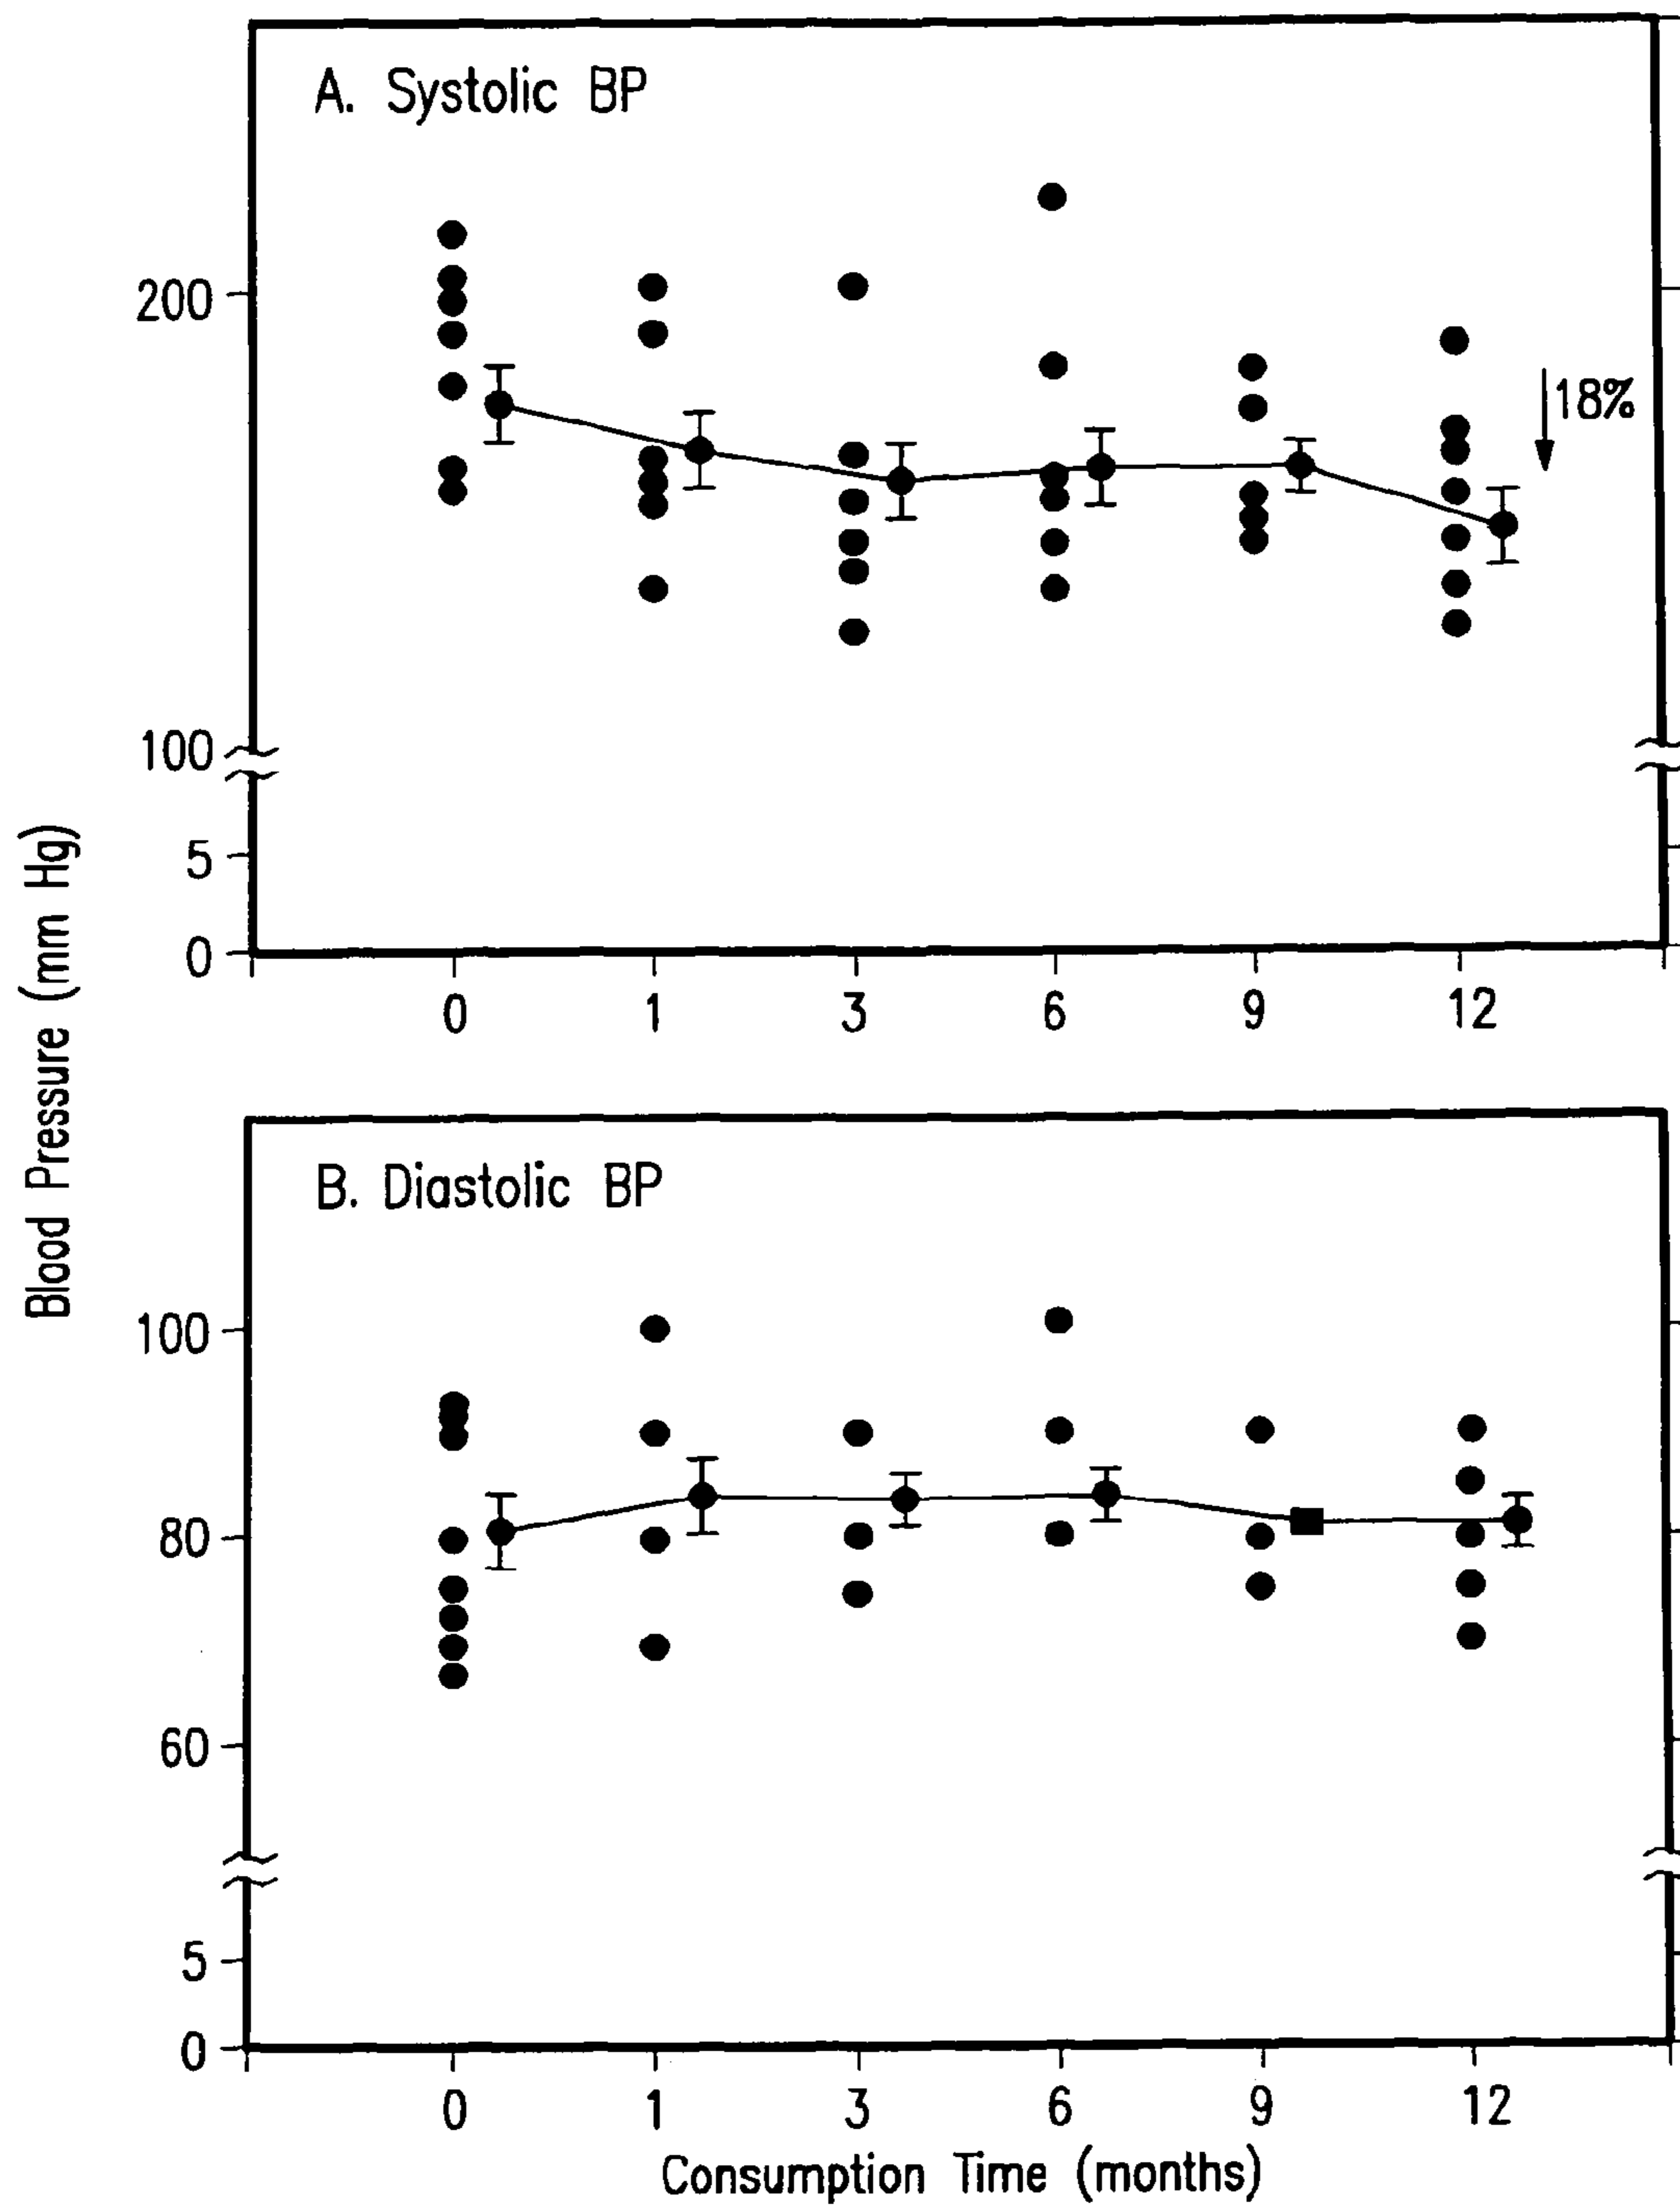 A. Systolic BP
200
18%
100
5
0
0 1 3 6 9 12
Blood Pressure (mm Hg)
B. Diastolic BP
100
80
60
5
0
0 1 3 6 9 12
Consumption Time (months)